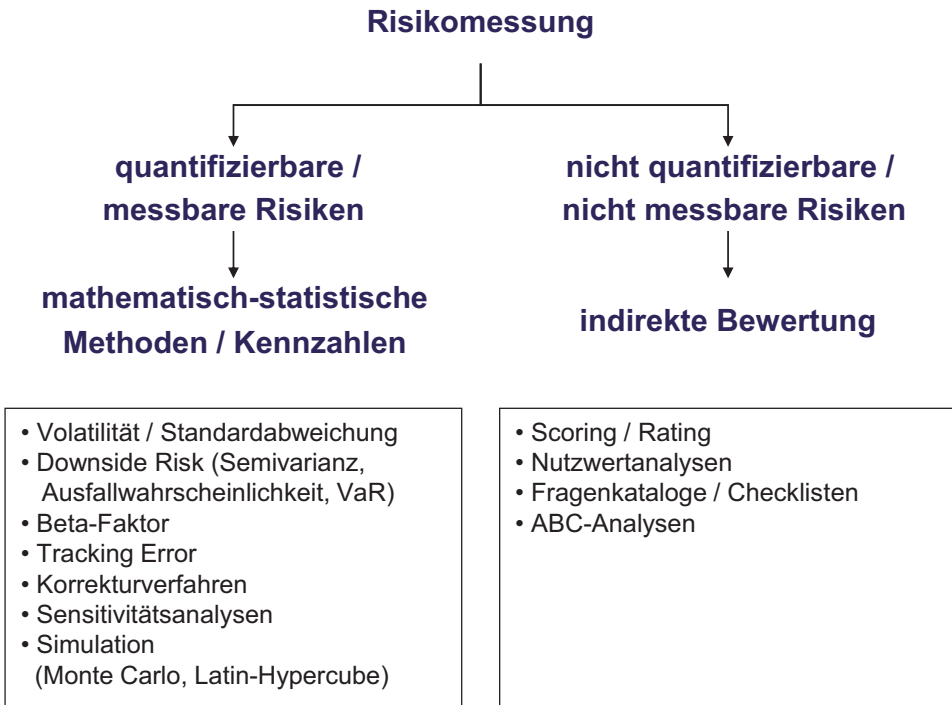 Risikomessung
quantifizierbare /
messbare Risiken
nicht quantifizierbare /
nicht messbare Risiken
mathematisch-statistische
Methoden / Kennzahlen
indirekte Bewertung
• Volatilität / Standardabweichung
• Downside Risk (Semivarianz,
Ausfallwahrscheinlichkeit, VaR)
• Beta-Faktor
• Tracking Error
• Korrekturverfahren
• Sensitivitätsanalysen
• Simulation
(Monte Carlo, Latin-Hypercube)
• Scoring / Rating
• Nutzwertanalysen
• Fragenkataloge / Checklisten
• ABC-Analysen